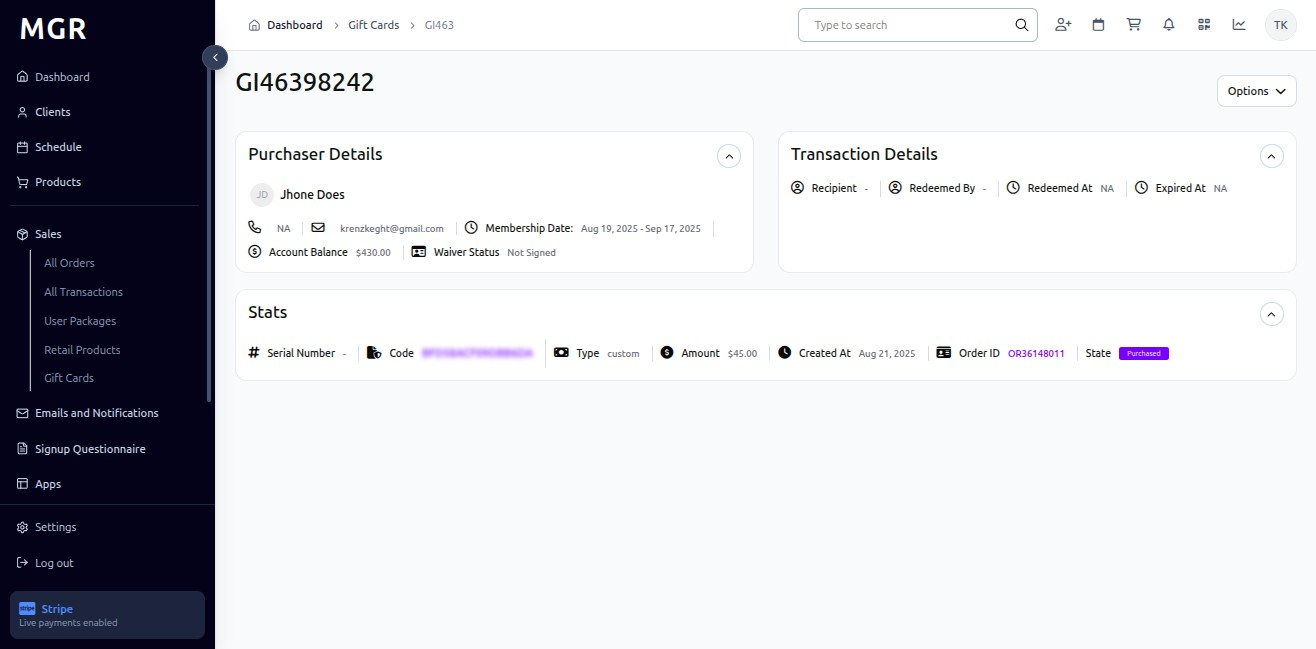 MGR
Dashboard
Clients
Schedule
Products
Sales
All Orders
All Transactions
User Packages
Retail Products
Gift Cards
Emails and Notifications
Signup Questionnaire
Apps
Settings
Log out
stripe Stripe
Live payments enabled
Dashboard > Gift Cards > GI463
Type to search
TK
GI46398242
Options
Purchaser Details
JD Jhone Does
NA krenzkeght@gmail.com Membership Date: Aug 19, 2025 - Sep 17, 2025
Account Balance $430.00 Waiver Status Not Signed
Transaction Details
Recipient - Redeemed By - Redeemed At NA Expired At NA
Stats
# Serial Number - Code Type custom Amount $45.00 Created At Aug 21, 2025 Order ID OR36148011 State Purchased